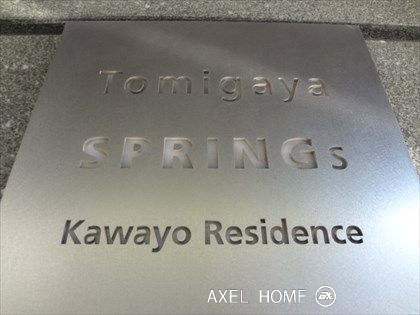 Tomigaya
SPRINGs
Kawayo Residence
AXEL HOME